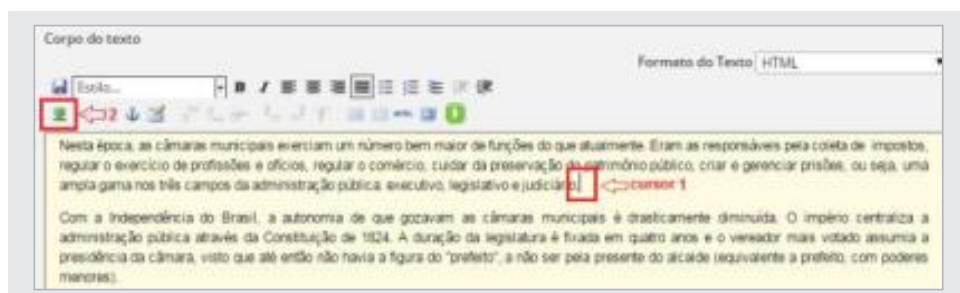 Corpo do texto
Formato do Texto HTML
Estilo... B I
2
Nesta época, as câmaras municipais exerciam um número bem maior de funções do que atualmente. Eram as responsáveis pela coleta de impostos,
regular o exercício de profissões e ofícios, regular o comércio, cuidar da preservação do patrimônio público, criar e gerenciar prisões, ou seja, uma
ampla gama nos três campos da administração pública: executivo, legislativo e judiciário.
cursor 1
Com a Independência do Brasil, a autonomia de que gozavam as câmaras municipais é drasticamente diminuída. O império centraliza a
administração pública através da Constituição de 1824. A duração da legislatura é fixada em quatro anos e o vereador mais votado assumia a
presidência da câmara, visto que até então não havia a figura do "prefeito", a não ser pela presente do alcaide (equivalente a prefeito, com poderes
menores).